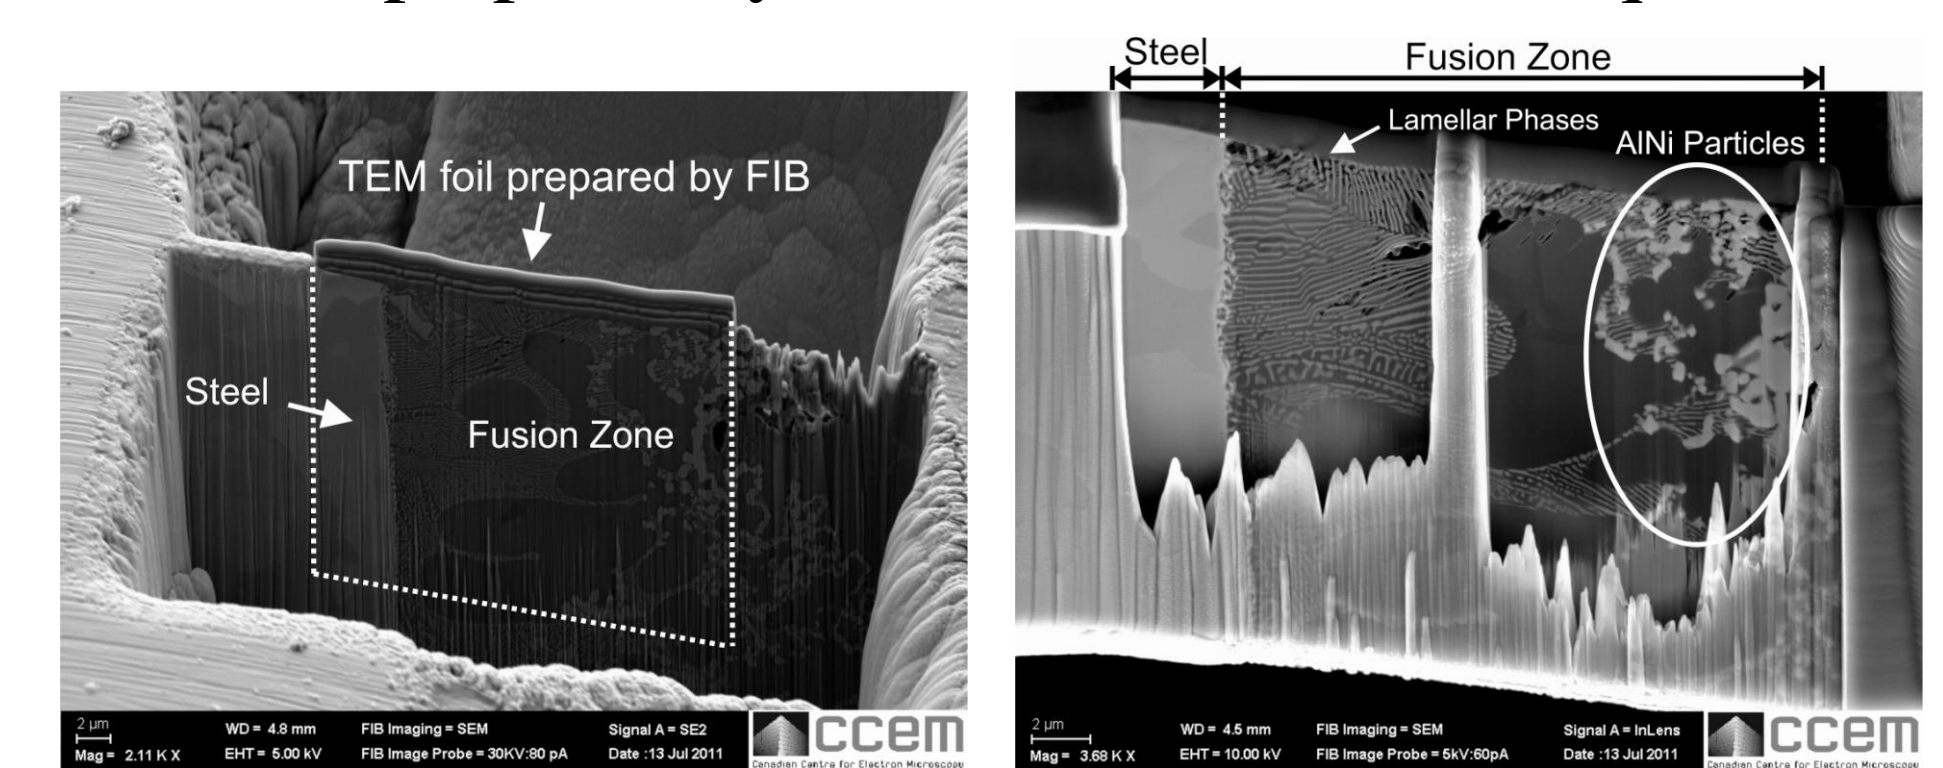 TEM foil prepared by FIB
Steel
Fusion Zone
2 µm
Mag = 2.11 K X
WD = 4.8 mm
EHT = 5.00 kV
FIB Imaging = SEM
FIB Image Probe = 30KV:80 pA
Signal A = SE2
Date :13 Jul 2011
ccem
Canadian Centre for Electron Microscopy
Steel
Fusion Zone
Lamellar Phases
AlNi Particles
2 µm
Mag = 3.68 K X
WD = 4.5 mm
EHT = 10.00 kV
FIB Imaging = SEM
FIB Image Probe = 5kV:60pA
Signal A = InLens
Date :13 Jul 2011
ccem
Canadian Centre for Electron Microscopy